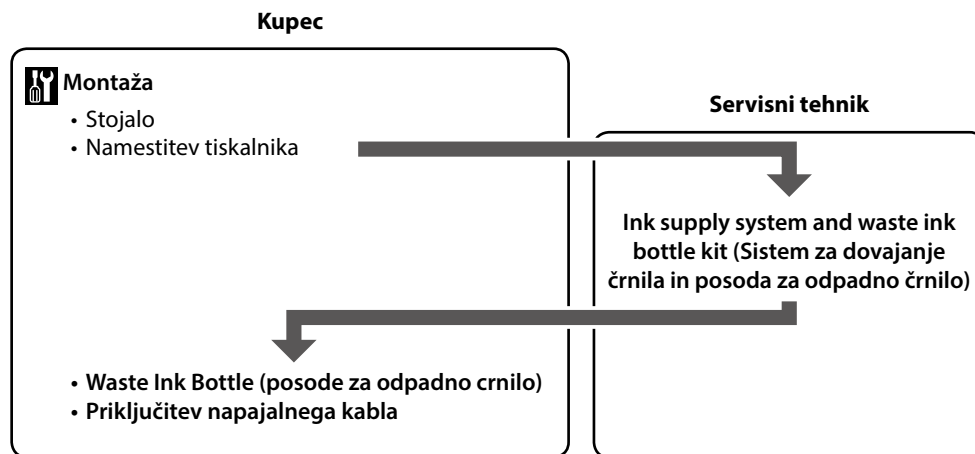 Kupec
Montaža
• Stojalo
• Namestitev tiskalnika
Servisni tehnik
Ink supply system and waste ink
bottle kit (Sistem za dovajanje
črnila in posoda za odpadno črnilo)
• Waste Ink Bottle (posode za odpadno crnilo)
• Priključitev napajalnega kabla